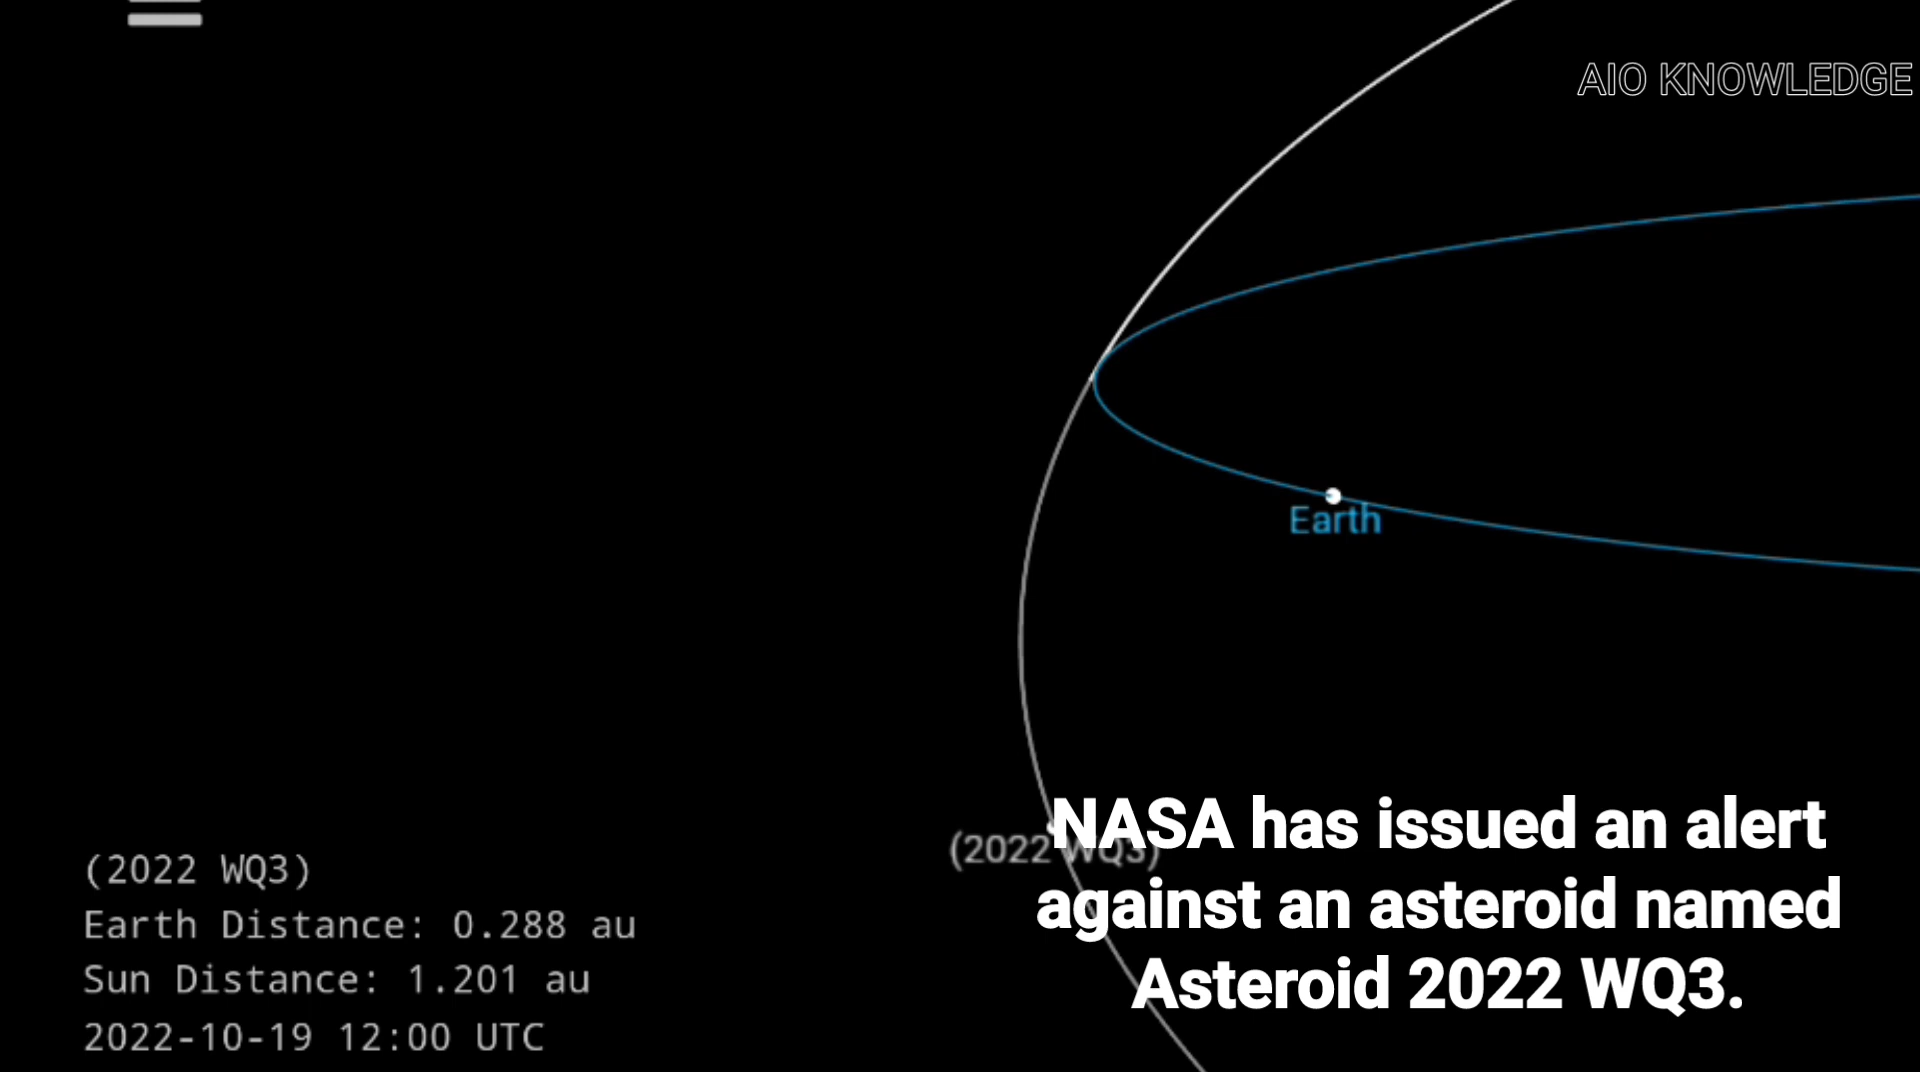 AIO KNOWLEDGE
Earth
(2022 WQ3)
NASA has issued an alert
against an asteroid named
Asteroid 2022 WQ3.
(2022 WQ3)
Earth Distance: 0.288 au
Sun Distance: 1.201 au
2022-10-19 12:00 UTC